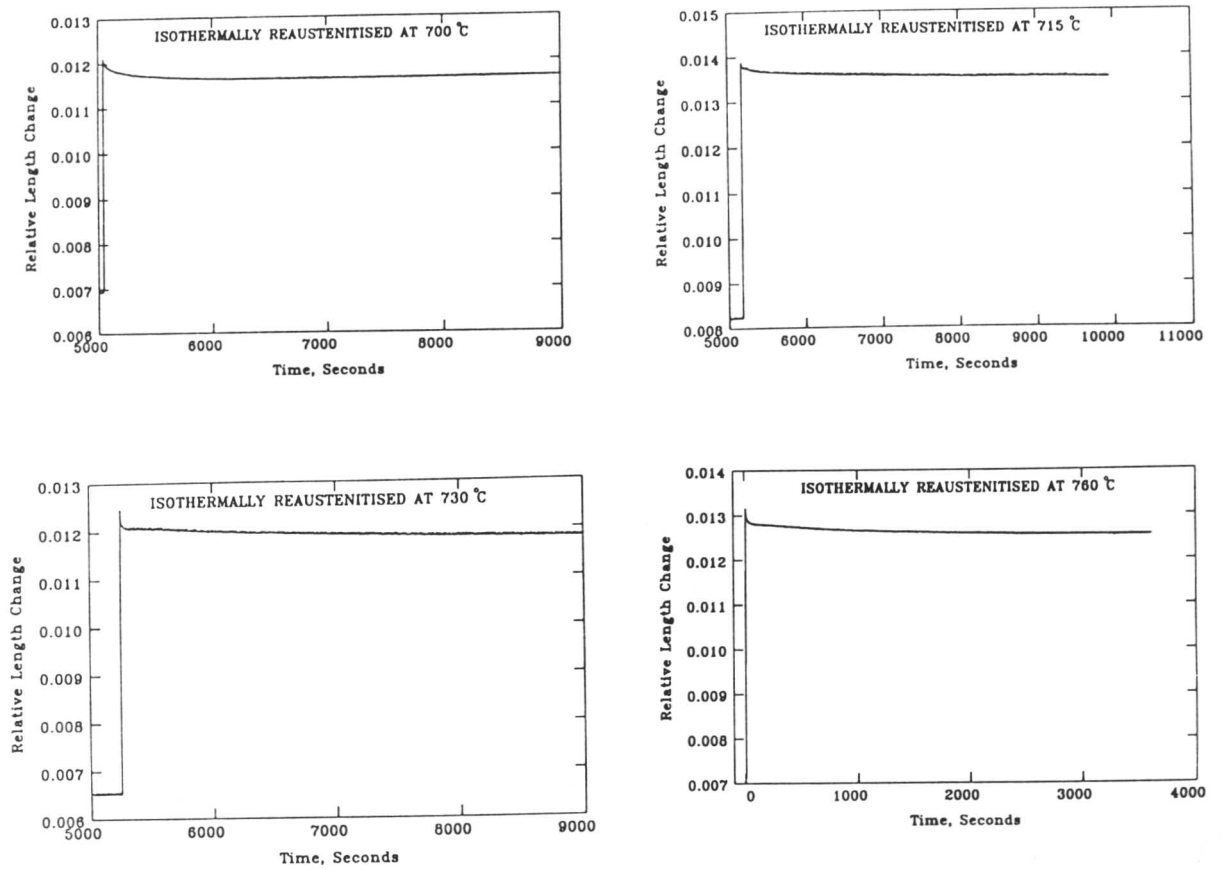 ISOTHERMALLY REAUSTENITISED AT 700 °C
0.013
0.012
0.011
0.010
0.009
0.008
0.007
0.006
Relative Length Change
5000 6000 7000 8000 9000
Time, Seconds
ISOTHERMALLY REAUSTENITISED AT 715 °C
0.015
0.014
0.013
0.012
0.011
0.010
0.009
0.008
Relative Length Change
5000 6000 7000 8000 9000 10000 11000
Time, Seconds
ISOTHERMALLY REAUSTENITISED AT 730 °C
0.013
0.012
0.011
0.010
0.009
0.008
0.007
0.006
Relative Length Change
5000 6000 7000 8000 9000
Time, Seconds
ISOTHERMALLY REAUSTENITISED AT 760 °C
0.014
0.013
0.012
0.011
0.010
0.009
0.008
0.007
Relative Length Change
0 1000 2000 3000 4000
Time, Seconds